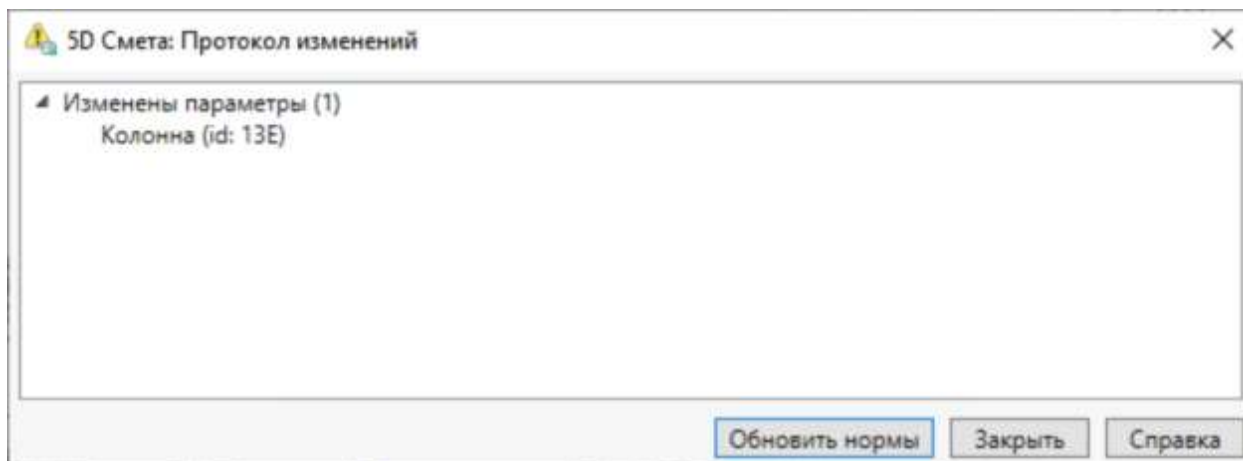 5D Смета: Протокол изменений
Изменены параметры (1)
Колонна (id: 13E)
Обновить нормы Закрыть Справка